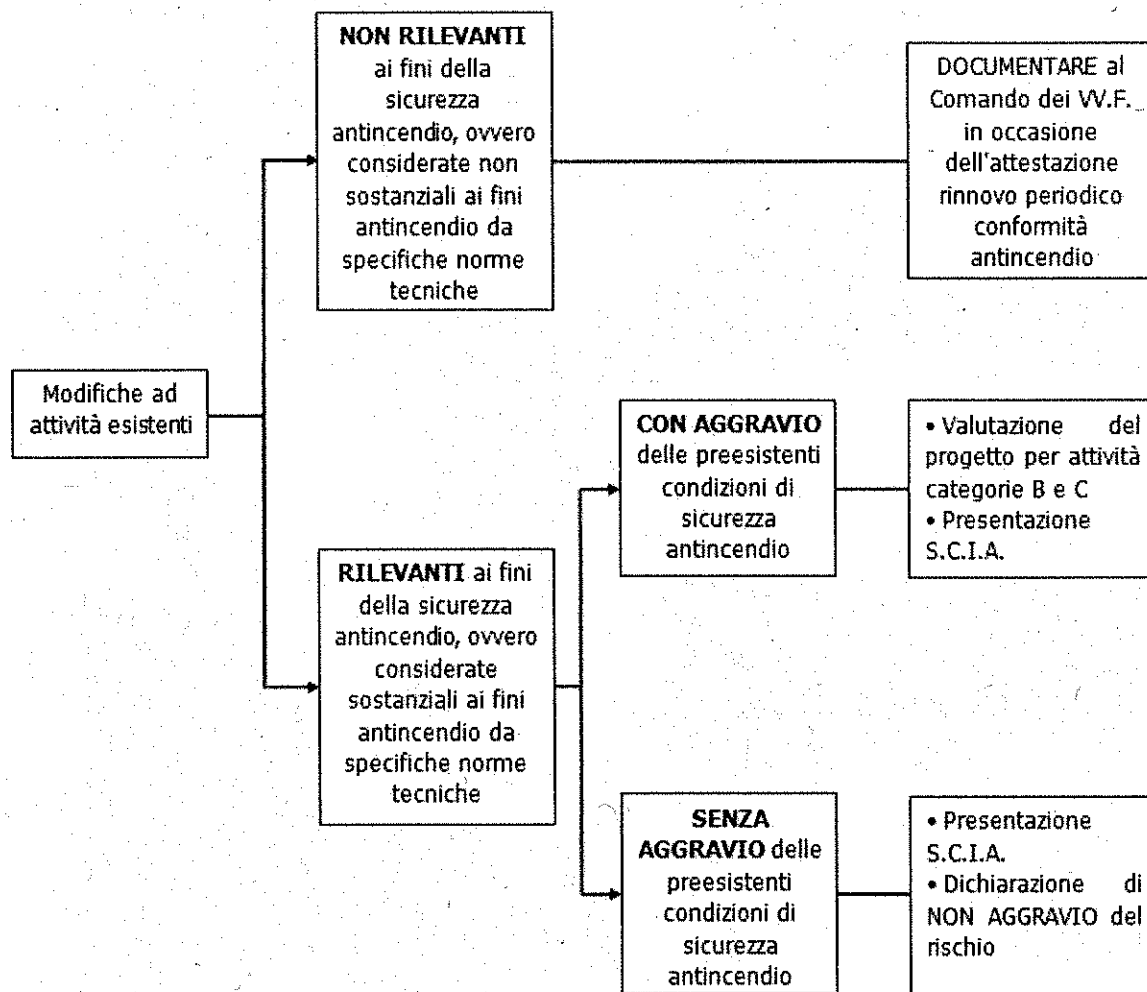 NON RILEVANTI
ai fini della
sicurezza
antincendio, ovvero
considerate non
sostanziali ai fini
antincendio da
specifiche norme
tecniche
DOCUMENTARE al
Comando dei VV.F.
in occasione
dell'attestazione
rinnovo periodico
conformità
antincendio
Modifiche ad
attività esistenti
CON AGGRAVIO
delle preesistenti
condizioni di
sicurezza
antincendio
• Valutazione del
progetto per attività
categorie B e C
• Presentazione
S.C.I.A.
RILEVANTI ai fini
della sicurezza
antincendio, ovvero
considerate
sostanziali ai fini
antincendio da
specifiche norme
tecniche
SENZA
AGGRAVIO delle
preesistenti
condizioni di
sicurezza
antincendio
• Presentazione
S.C.I.A.
• Dichiarazione di
NON AGGRAVIO del
rischio